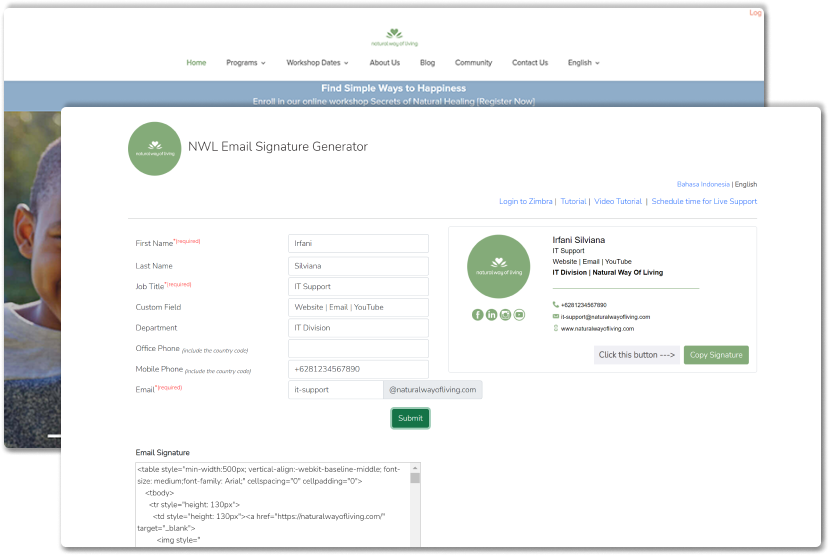 Log
natural way of living
Home Programs Workshop Dates About Us Blog Community Contact Us English
Find Simple Ways to Happiness
Enroll in our online workshop Secrets of Natural Healing [Register Now]
natural way of living
NWL Email Signature Generator
Bahasa Indonesia | English
Login to Zimbra | Tutorial | Video Tutorial | Schedule time for Live Support
First Name*(required) Irfani
Last Name Silviana
Job Title*(required) IT Support
Custom Field Website | Email | YouTube
Department IT Division
Office Phone (include the country code)
Mobile Phone (include the country code) +6281234567890
Email*(required) it-support @naturalwayofliving.com
Submit
natural way of living
Irfani Silviana
IT Support
Website | Email | YouTube
IT Division | Natural Way Of Living
+6281234567890
it-support@naturalwayofliving.com
www.naturalwayofliving.com
Click this button ---> Copy Signature
Email Signature
<table style="min-width:500px; vertical-align:-webkit-baseline-middle; font-
size: medium;font-family: Arial;" cellspacing="0" cellpadding="0">
<tbody>
<tr style="height: 130px">
<td style="height: 130px"><a href="https://naturalwayofliving.com/"
target="_blank">
<img style="